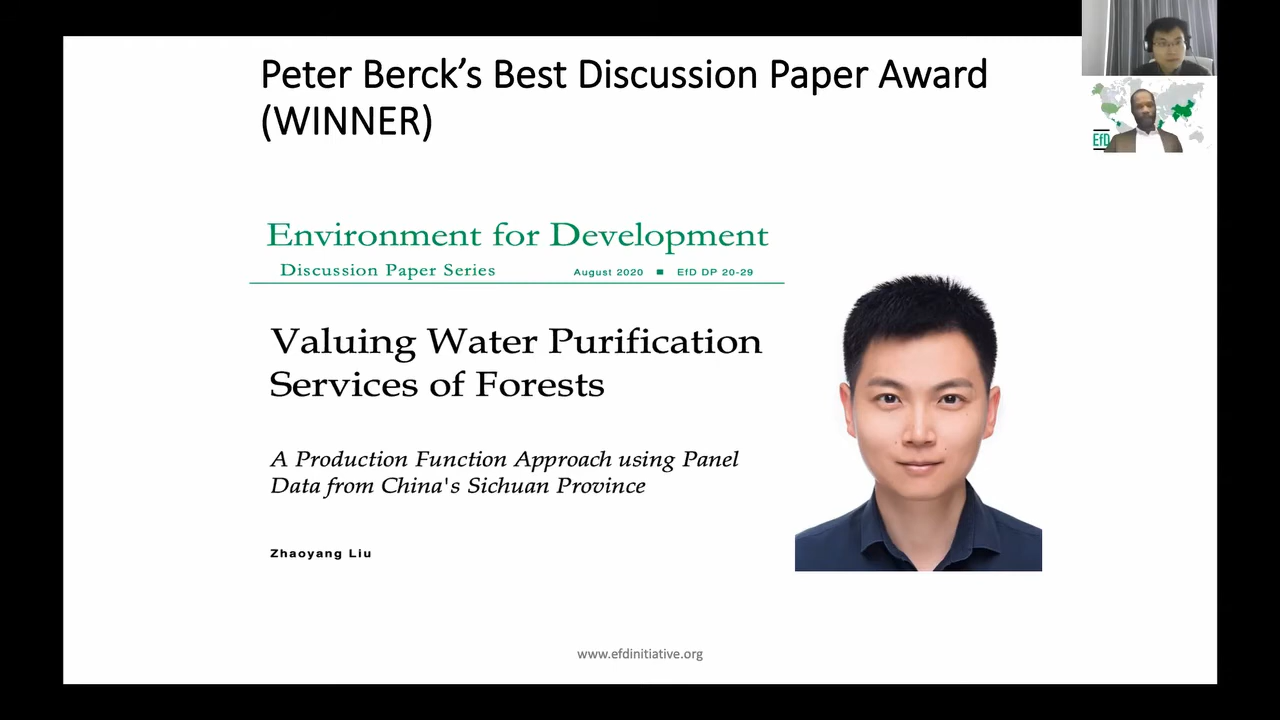 Peter Berck’s Best Discussion Paper Award
(WINNER)
EfD
Environment for Development
Discussion Paper Series August 2020 ■ EfD DP 20-29
Valuing Water Purification
Services of Forests
A Production Function Approach using Panel
Data from China's Sichuan Province
Zhaoyang Liu
www.efdinitiative.org